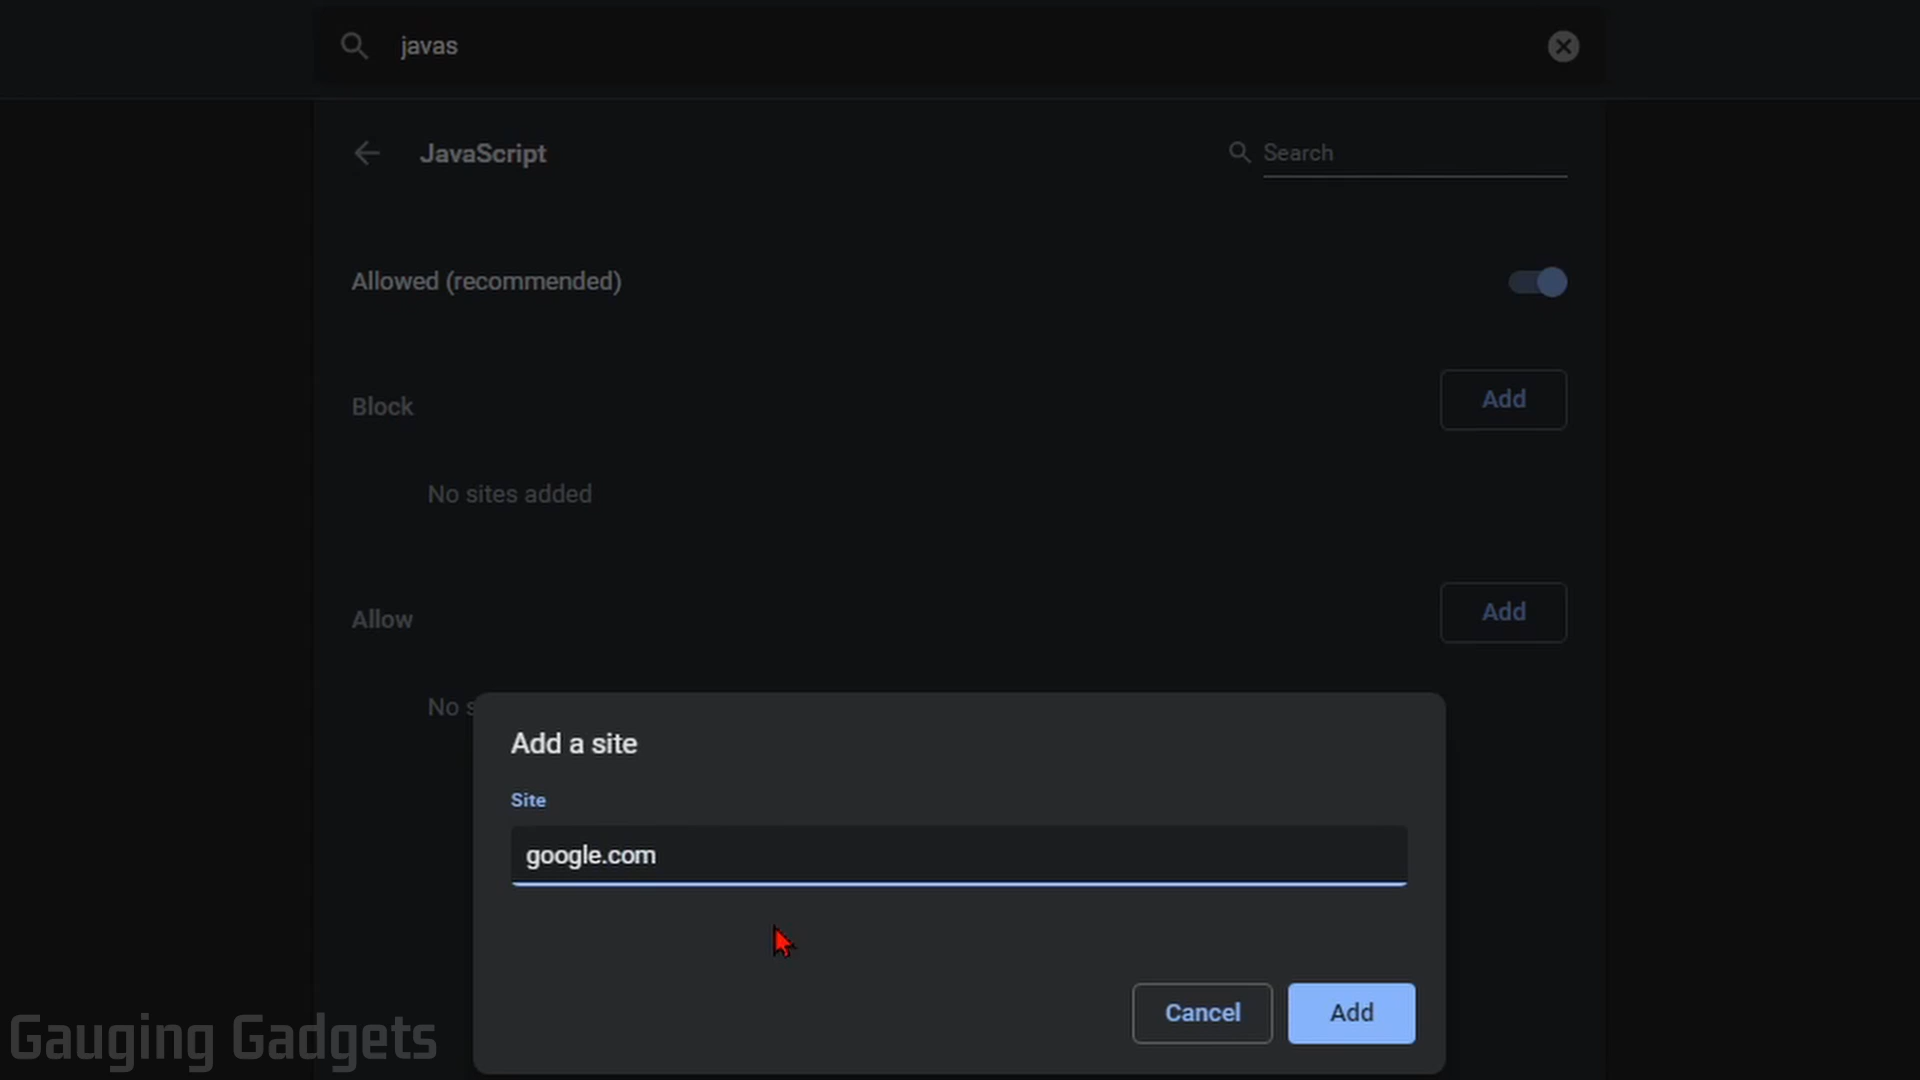 javas
JavaScript
Search
Allowed (recommended)
Block
Add
No sites added
Allow
Add
No s
Add a site
Site
google.com
Cancel
Add
Gauging Gadgets